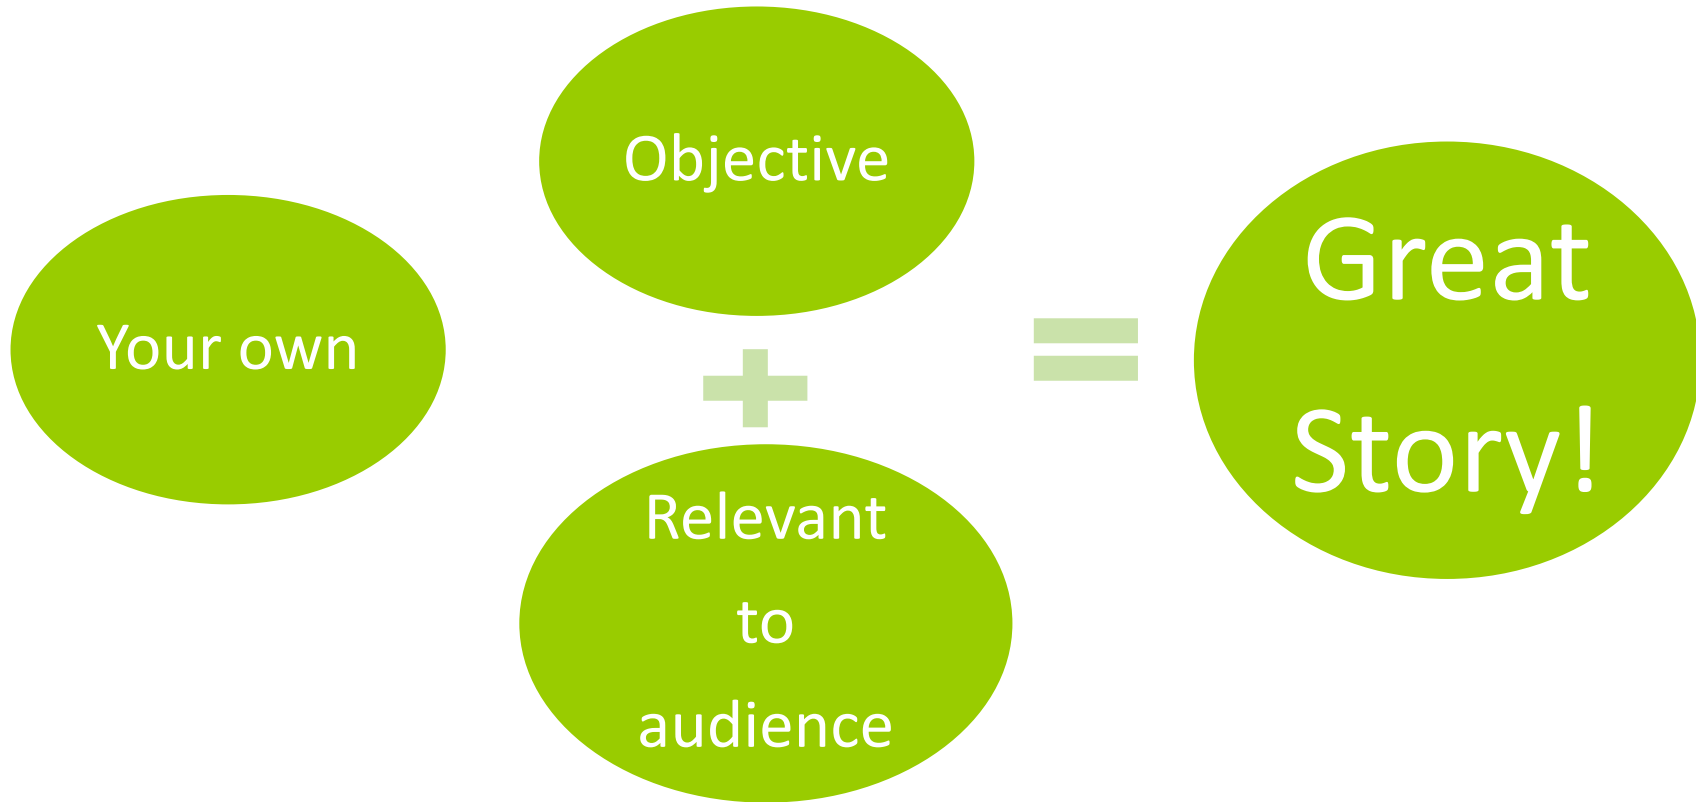 Your own
Objective
+
Relevant
to
audience
=
Great
Story!